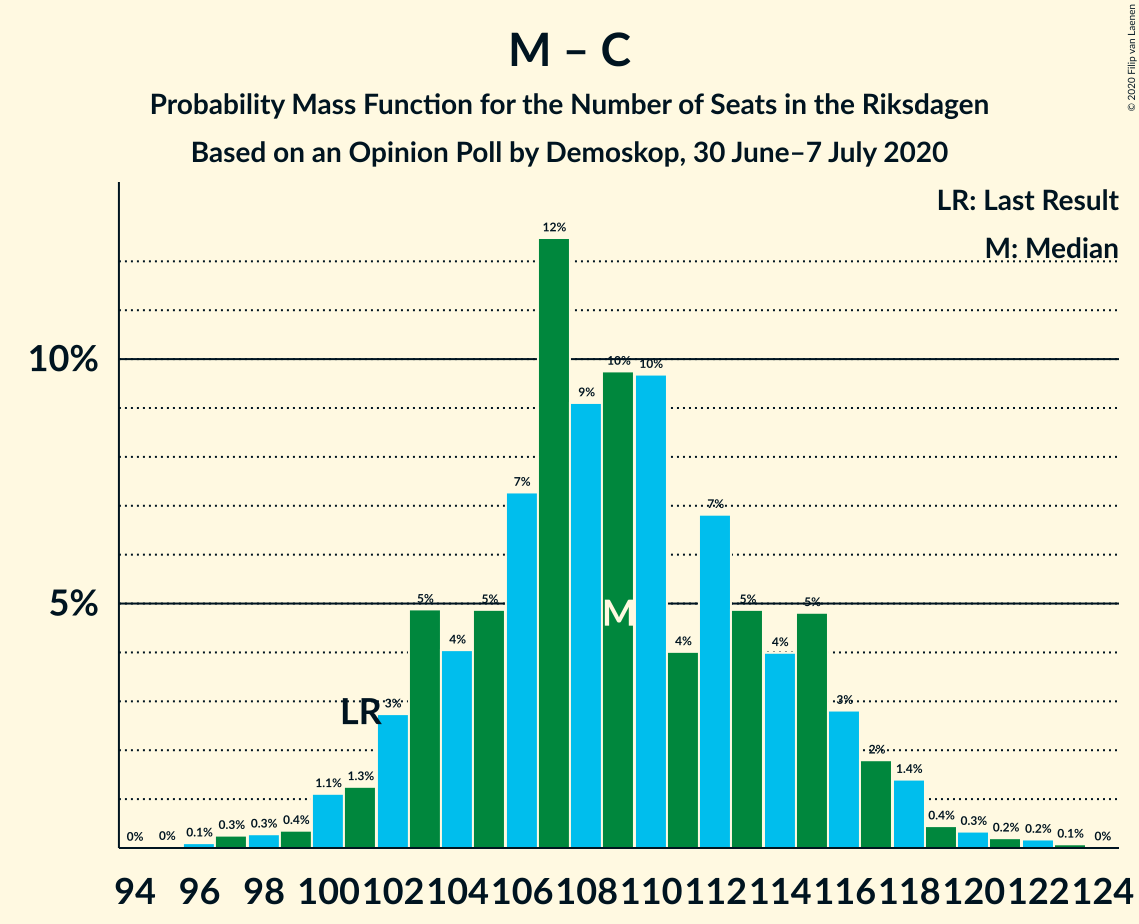 M – C
Probability Mass Function for the Number of Seats in the Riksdagen
Based on an Opinion Poll by Demoskop, 30 June–7 July 2020
© 2020 Filip van Laenen
LR: Last Result
M: Median
10%
5%
0% 0% 0.1% 0.3% 0.3% 0.4% 1.1% 1.3% 3% 5% 4% 5% 7% 12% 9% 10% 10% 4% 7% 5% 4% 5% 3% 2% 1.4% 0.4% 0.3% 0.2% 0.2% 0.1% 0%
LR
M
94 96 98 100 102 104 106 108 110 112 114 116 118 120 122 124